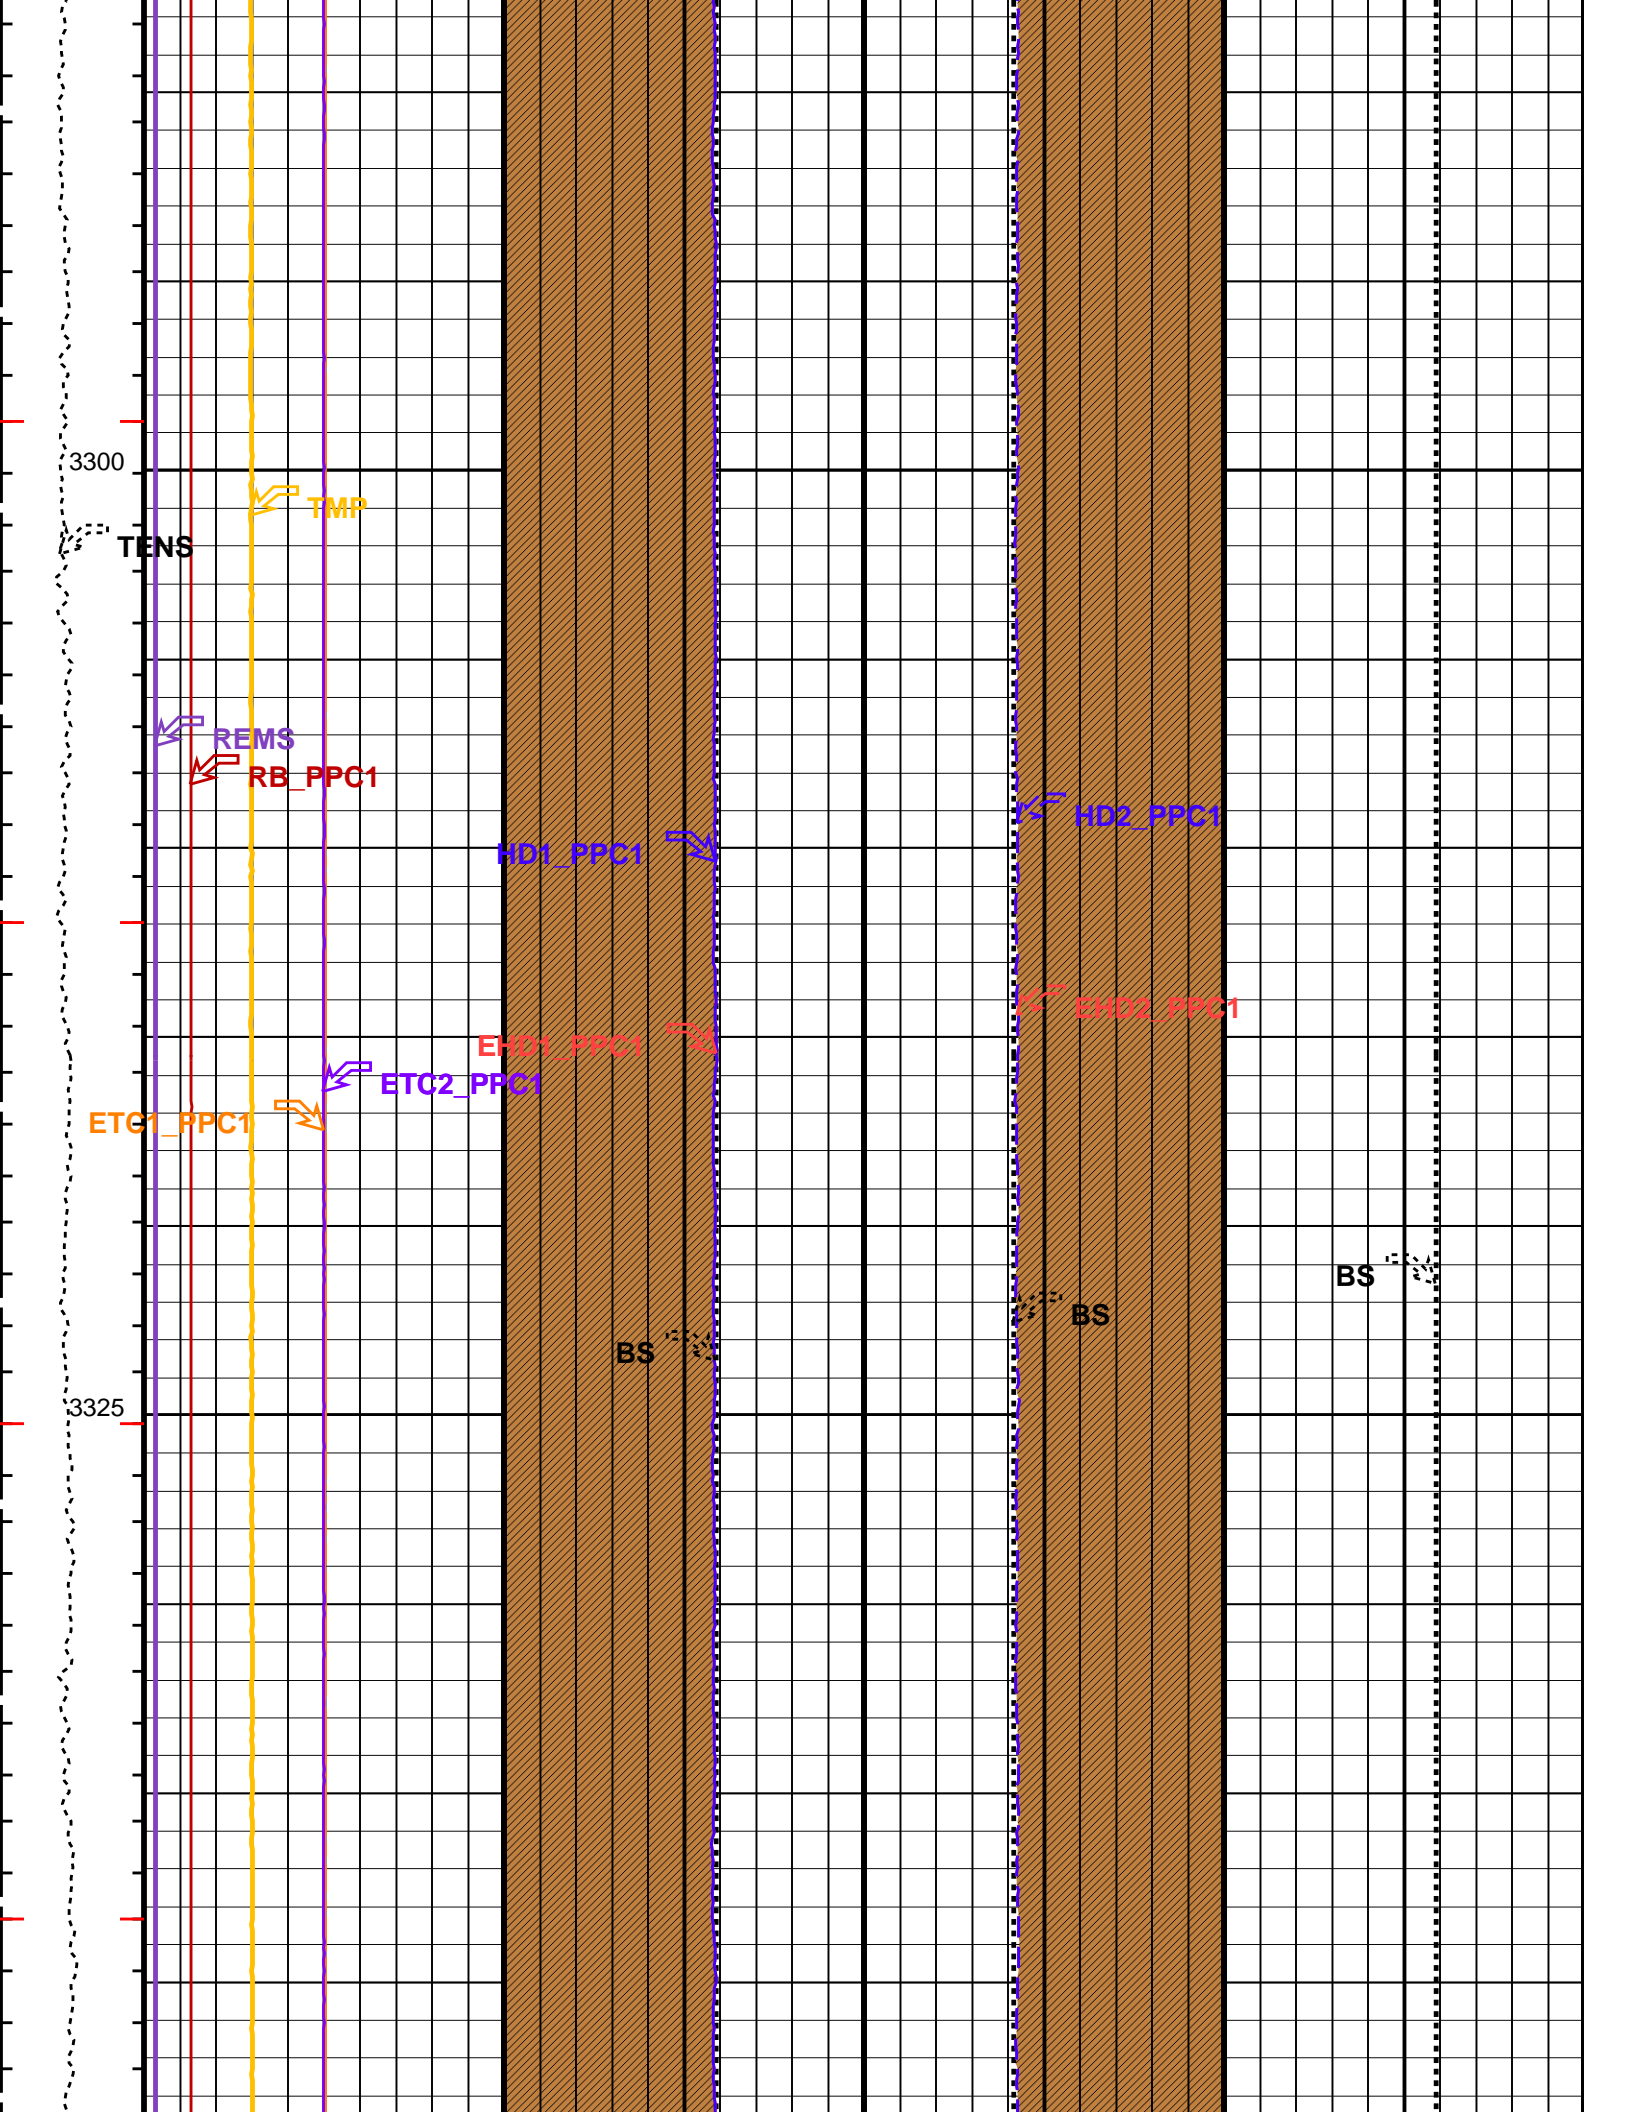 3300
TMP
TENS
REMS
RB_PPC1
HD2_PPC1
HD1_PPC1
EHD2_PPC1
EHD1_PPC1
ETC2_PPC1
ETC1_PPC1
BS
BS
BS
3325